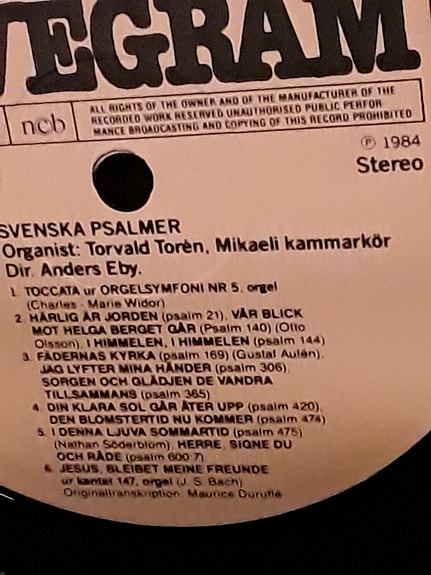 VEGRAM
ncb
ALL RIGHTS OF THE OWNER AND OF THE MANUFACTURER OF THE
RECORDED WORK RESERVED UNAUTHORISED PUBLIC PERFOR-
MANCE BROADCASTING AND COPYING OF THIS RECORD PROHIBITED
Ⓟ 1984
Stereo
SVENSKA PSALMER
Organist: Torvald Torèn, Mikaeli kammarkör
Dir. Anders Eby.
1. TOCCATA ur ORGELSYMFONI NR 5, orgel
(Charles-Marie Widor)
2. HÄRLIG ÄR JORDEN (psalm 21), VÅR BLICK
MOT HELGA BERGET GÅR (Psalm 140) (Otto
Olsson), I HIMMELEN, I HIMMELEN (psalm 144)
3. FÄDERNAS KYRKA (psalm 169) (Gustaf Aulén),
JAG LYFTER MINA HÄNDER (psalm 306),
SORGEN OCH GLÄDJEN DE VANDRA
TILLSAMMANS (psalm 365)
4. DIN KLARA SOL GÅR ÅTER UPP (psalm 420),
DEN BLOMSTERTID NU KOMMER (psalm 474)
5. I DENNA LJUVA SOMMARTID (psalm 475)
(Nathan Söderblom), HERRE, SIGNE DU
OCH RÅDE (psalm 600:7)
6. JESUS, BLEIBET MEINE FREUNDE
ur kantat 147, orgel (J. S. Bach)
Originaltranskription: Maurice Duruflé